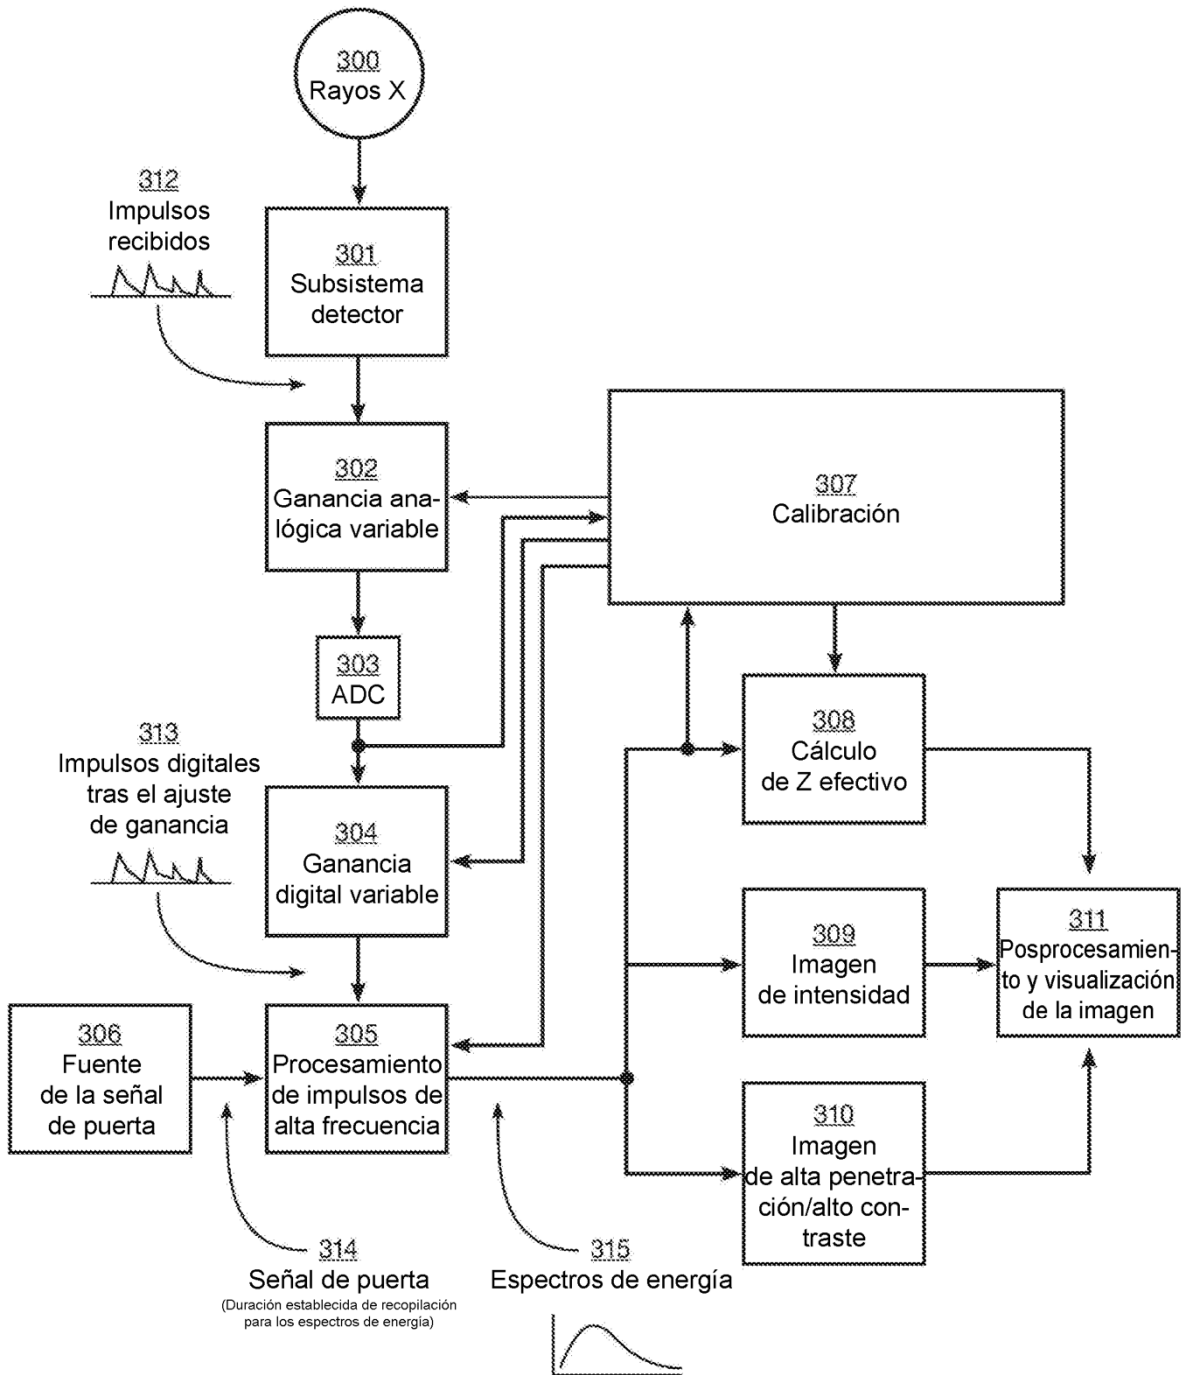 300
Rayos X
312
Impulsos
recibidos
301
Subsistema
detector
302
Ganancia ana-
lógica variable
307
Calibración
303
ADC
313
Impulsos digitales
tras el ajuste
de ganancia
308
Cálculo
de Z efectivo
304
Ganancia
digital variable
309
Imagen
de intensidad
311
Posprocesamien-
to y visualización
de la imagen
306
Fuente
de la señal
de puerta
305
Procesamiento
de impulsos de
alta frecuencia
310
Imagen
de alta penetra-
ción/alto con-
traste
314
Señal de puerta
(Duración establecida de recopilación
para los espectros de energía)
315
Espectros de energía